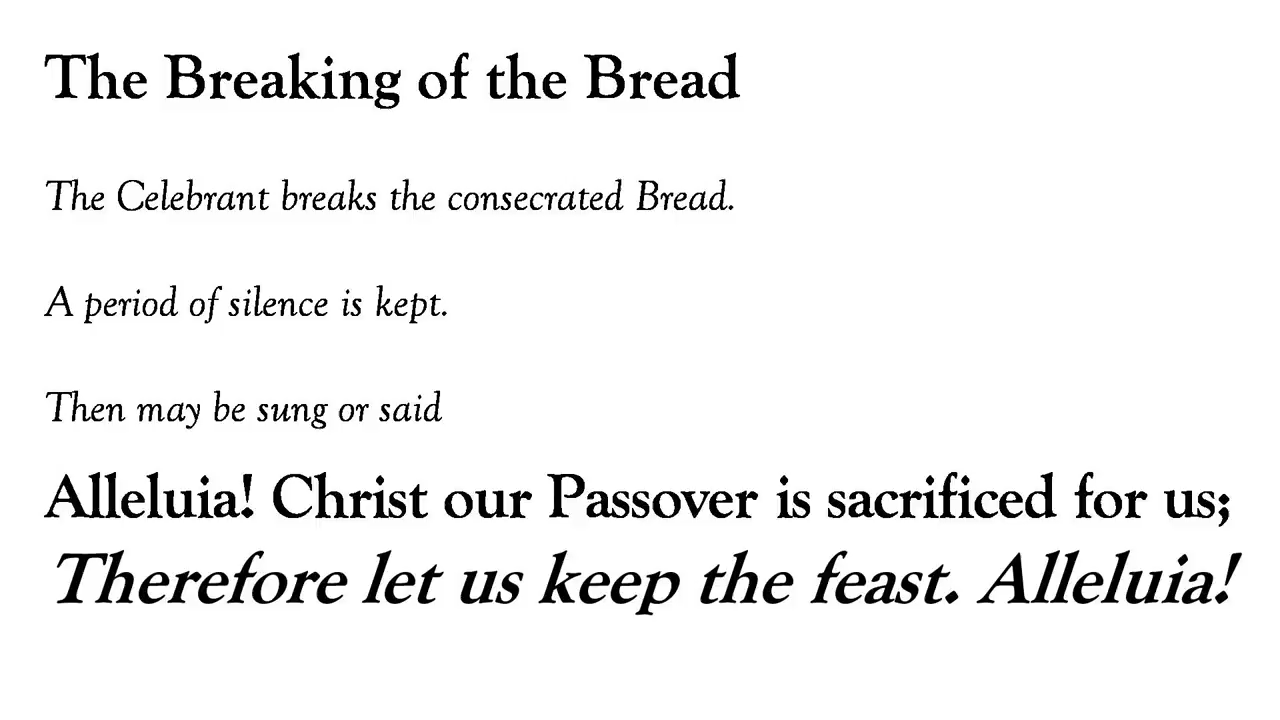 The Breaking of the Bread
The Celebrant breaks the consecrated Bread.
A period of silence is kept.
Then may be sung or said
Alleluia! Christ our Passover is sacrificed for us;
Therefore let us keep the feast. Alleluia!